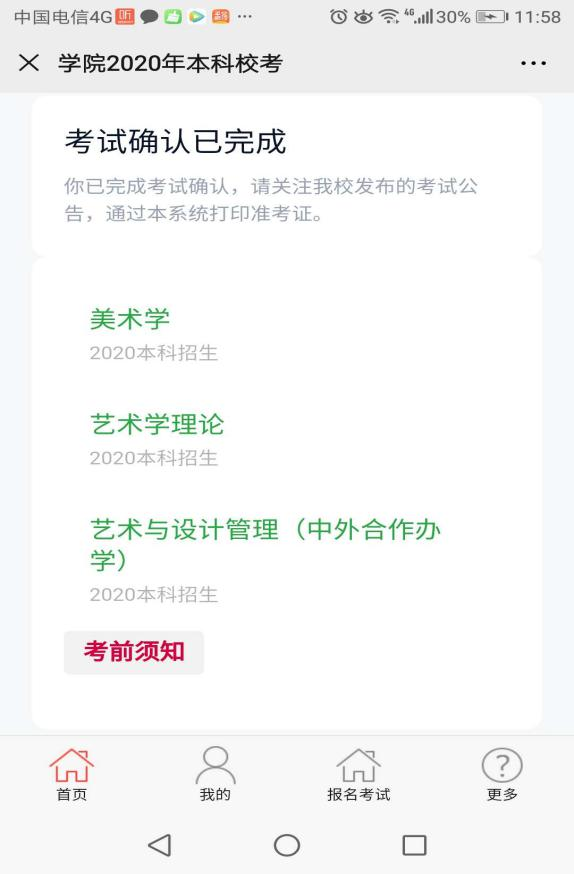 中国电信4G 听 ··· 4G 30% 11:58
学院2020年本科校考
考试确认已完成
你已完成考试确认，请关注我校发布的考试公
告，通过本系统打印准考证。
美术学
2020本科招生
艺术学理论
2020本科招生
艺术与设计管理（中外合作办
学）
2020本科招生
考前须知
首页 我的 报名考试 更多